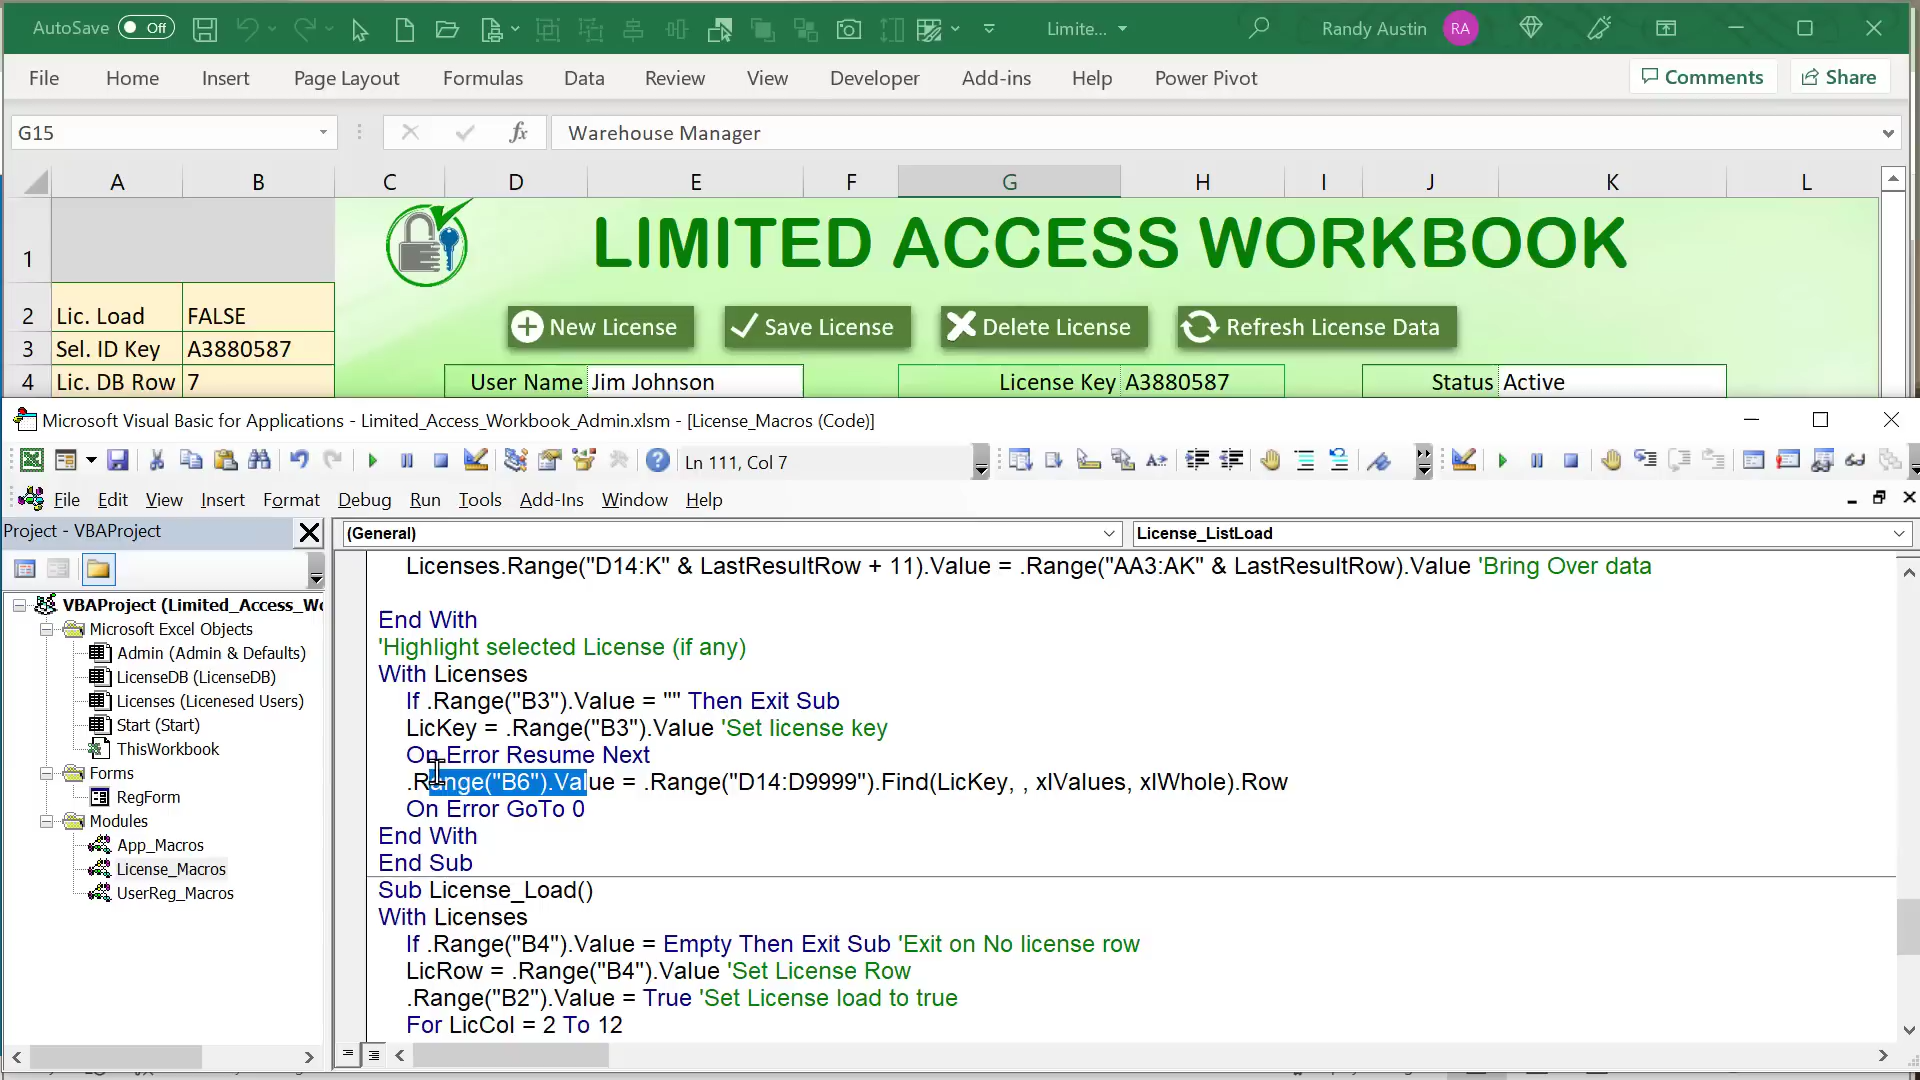 AutoSave Off Limite... Randy Austin RA
File Home Insert Page Layout Formulas Data Review View Developer Add-ins Help Power Pivot Comments Share
G15 fx Warehouse Manager
A B C D E F G H I J K L
1 LIMITED ACCESS WORKBOOK
2 Lic. Load FALSE New License Save License Delete License Refresh License Data
3 Sel. ID Key A3880587
4 Lic. DB Row 7 User Name Jim Johnson License Key A3880587 Status Active
Microsoft Visual Basic for Applications - Limited_Access_Workbook_Admin.xlsm - [License_Macros (Code)]
Ln 111, Col 7
File Edit View Insert Format Debug Run Tools Add-Ins Window Help
Project - VBAProject
(General) License_ListLoad
VBAProject (Limited_Access_Wo
Microsoft Excel Objects
Admin (Admin & Defaults)
LicenseDB (LicenseDB)
Licenses (Licenesed Users)
Start (Start)
ThisWorkbook
Forms
RegForm
Modules
App_Macros
License_Macros
UserReg_Macros
Licenses.Range("D14:K" & LastResultRow + 11).Value = .Range("AA3:AK" & LastResultRow).Value 'Bring Over data
End With
'Highlight selected License (if any)
With Licenses
If .Range("B3").Value = "" Then Exit Sub
LicKey = .Range("B3").Value 'Set license key
On Error Resume Next
.Range("B6").Value = .Range("D14:D9999").Find(LicKey, , xlValues, xlWhole).Row
On Error GoTo 0
End With
End Sub
Sub License_Load()
With Licenses
If .Range("B4").Value = Empty Then Exit Sub 'Exit on No license row
LicRow = .Range("B4").Value 'Set License Row
.Range("B2").Value = True 'Set License load to true
For LicCol = 2 To 12